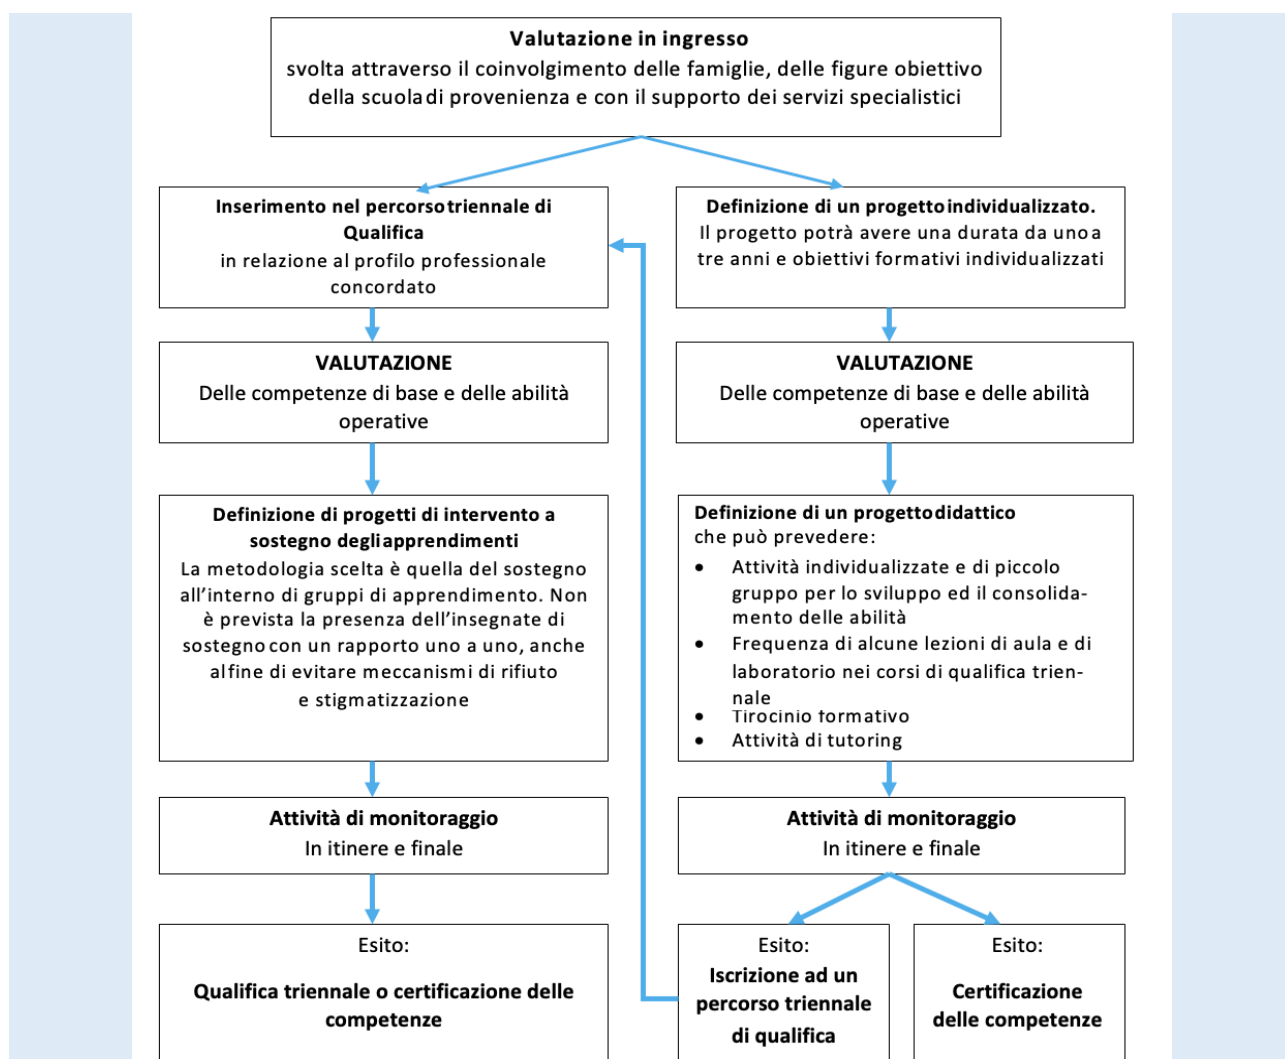 Valutazione in ingresso
svolta attraverso il coinvolgimento delle famiglie, delle figure obiettivo
della scuola di provenienza e con il supporto dei servizi specialistici
Inserimento nel percorso triennale di
Qualifica
in relazione al profilo professionale
concordato
VALUTAZIONE
Delle competenze di base e delle abilità
operative
Definizione di progetti di intervento a
sostegno degli apprendimenti
La metodologia scelta è quella del sostegno
all'interno di gruppi di apprendimento. Non
è prevista la presenza dell'insegnate di
sostegno con un rapporto uno a uno, anche
al fine di evitare meccanismi di rifiuto
e stigmatizzazione
Attività di monitoraggio
In itinere e finale
Esito:
Qualifica triennale o certificazione delle
competenze
Definizione di un progetto individualizzato.
Il progetto potrà avere una durata da uno a
tre anni e obiettivi formativi individualizzati
VALUTAZIONE
Delle competenze di base e delle abilità
operative
Definizione di un progetto didattico
che può prevedere:
• Attività individualizzate e di piccolo
gruppo per lo sviluppo ed il consolida-
mento delle abilità
• Frequenza di alcune lezioni di aula e di
laboratorio nei corsi di qualifica trien-
nale
• Tirocinio formativo
• Attività di tutoring
Attività di monitoraggio
In itinere e finale
Esito:
Iscrizione ad un
percorso triennale
di qualifica
Esito:
Certificazione
delle competenze